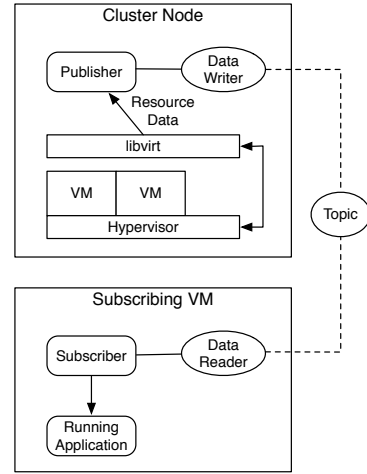 Cluster Node
Publisher
Data
Writer
Resource
Data
libvirt
VM
VM
Hypervisor
Topic
Subscribing VM
Subscriber
Data
Reader
Running
Application